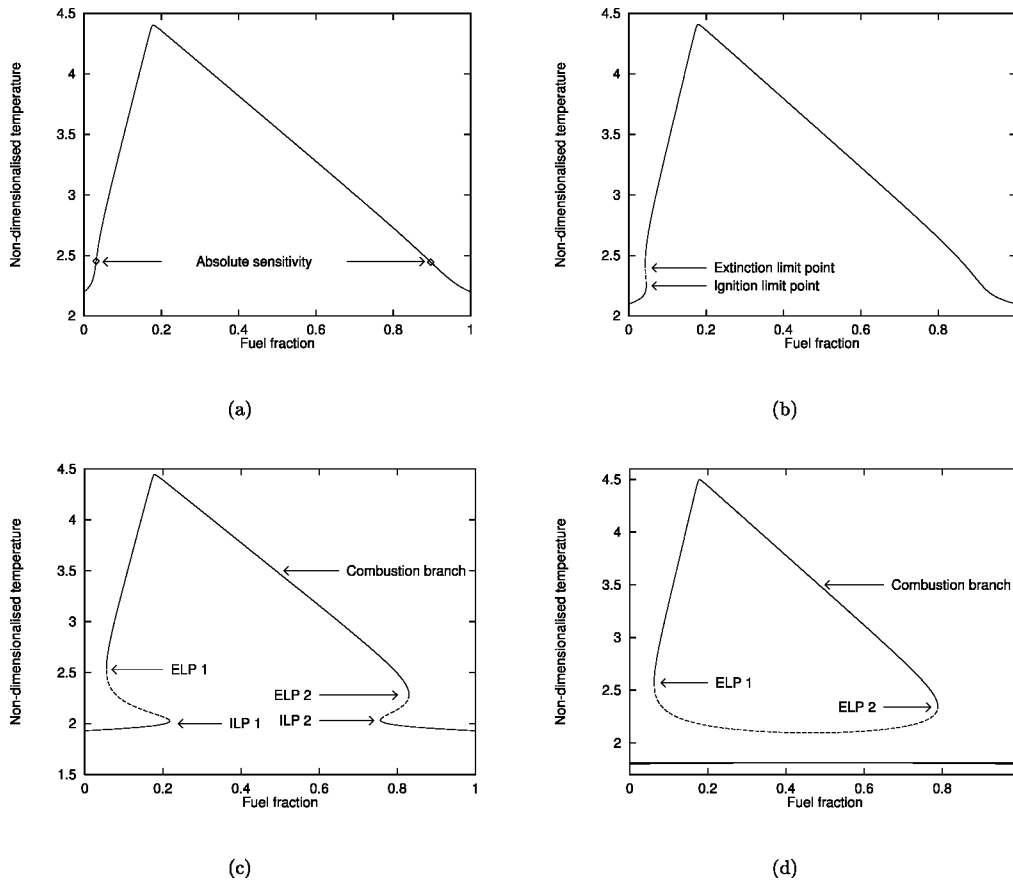 4.5
4
3.5
3
2.5
2
Non-dimensionalised temperature
Absolute sensitivity
0
0.2
0.4
0.6
0.8
1
Fuel fraction
(a)
4.5
4
3.5
3
2.5
2
Non-dimensionalised temperature
Extinction limit point
Ignition limit point
0
0.2
0.4
0.6
0.8
Fuel fraction
(b)
4.5
4
3.5
3
2.5
2
1.5
Non-dimensionalised temperature
Combustion branch
ELP 1
ELP 2
ILP 1
ILP 2
0
0.2
0.4
0.6
0.8
1
Fuel fraction
(c)
4.5
4
3.5
3
2.5
2
Non-dimensionalised temperature
Combustion branch
ELP 1
ELP 2
0
0.2
0.4
0.6
0.8
Fuel fraction
(d)